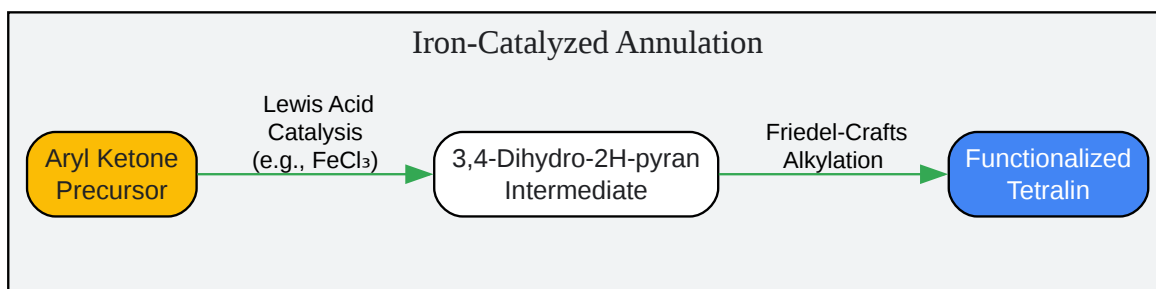 Iron-Catalyzed Annulation
Aryl Ketone
Precursor
Lewis Acid
Catalysis
(e.g., FeCl₃)
3,4-Dihydro-2H-pyran
Intermediate
Friedel-Crafts
Alkylation
Functionalized
Tetralin